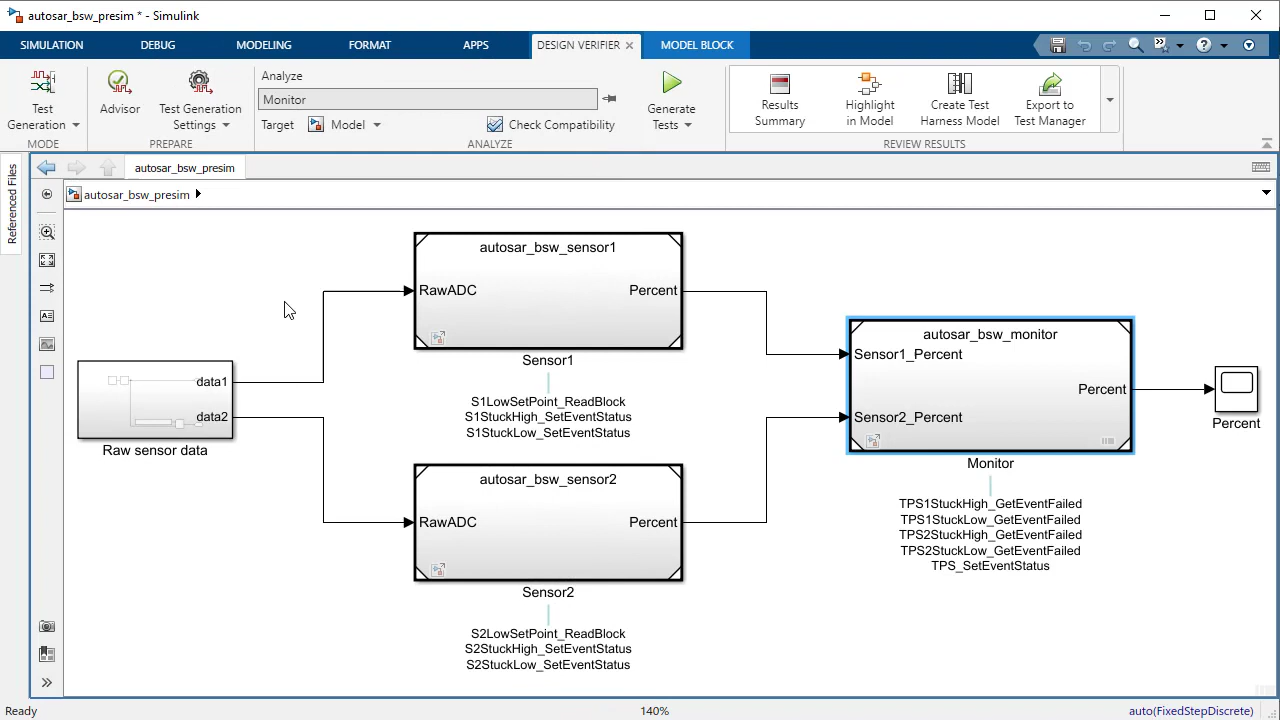 autosar_bsw_presim * - Simulink
SIMULATION
DEBUG
MODELING
FORMAT
APPS
DESIGN VERIFIER
MODEL BLOCK
Test
Generation
MODE
Advisor
Test Generation
Settings
PREPARE
Analyze
Monitor
Target
Model
Check Compatibility
ANALYZE
Generate
Tests
Results
Summary
Highlight
in Model
Create Test
Harness Model
Export to
Test Manager
REVIEW RESULTS
Referenced Files
autosar_bsw_presim
autosar_bsw_presim
autosar_bsw_sensor1
RawADC
Percent
Sensor1
S1LowSetPoint_ReadBlock
S1StuckHigh_SetEventStatus
S1StuckLow_SetEventStatus
data1
data2
Raw sensor data
autosar_bsw_sensor2
RawADC
Percent
Sensor2
S2LowSetPoint_ReadBlock
S2StuckHigh_SetEventStatus
S2StuckLow_SetEventStatus
autosar_bsw_monitor
Sensor1_Percent
Percent
Sensor2_Percent
Monitor
TPS1StuckHigh_GetEventFailed
TPS1StuckLow_GetEventFailed
TPS2StuckHigh_GetEventFailed
TPS2StuckLow_GetEventFailed
TPS_SetEventStatus
Percent
Ready
140%
auto(FixedStepDiscrete)